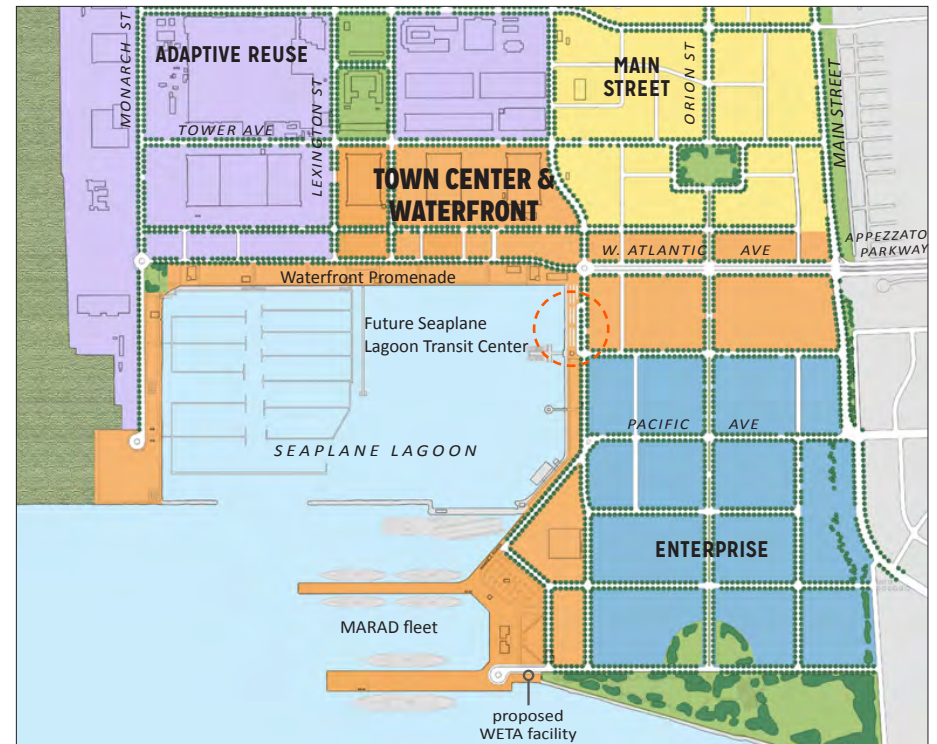 MONARCH ST.
ADAPTIVE REUSE
LEXINGTON ST
TOWER AVE
MAIN
STREET
ORION ST
MAIN STREET
TOWN CENTER &
WATERFRONT
W. ATLANTIC AVE
APPEZZATO
PARKWAY
Waterfront Promenade
Future Seaplane
Lagoon Transit Center
PACIFIC AVE
SEAPLANE LAGOON
ENTERPRISE
MARAD fleet
proposed
WETA facility